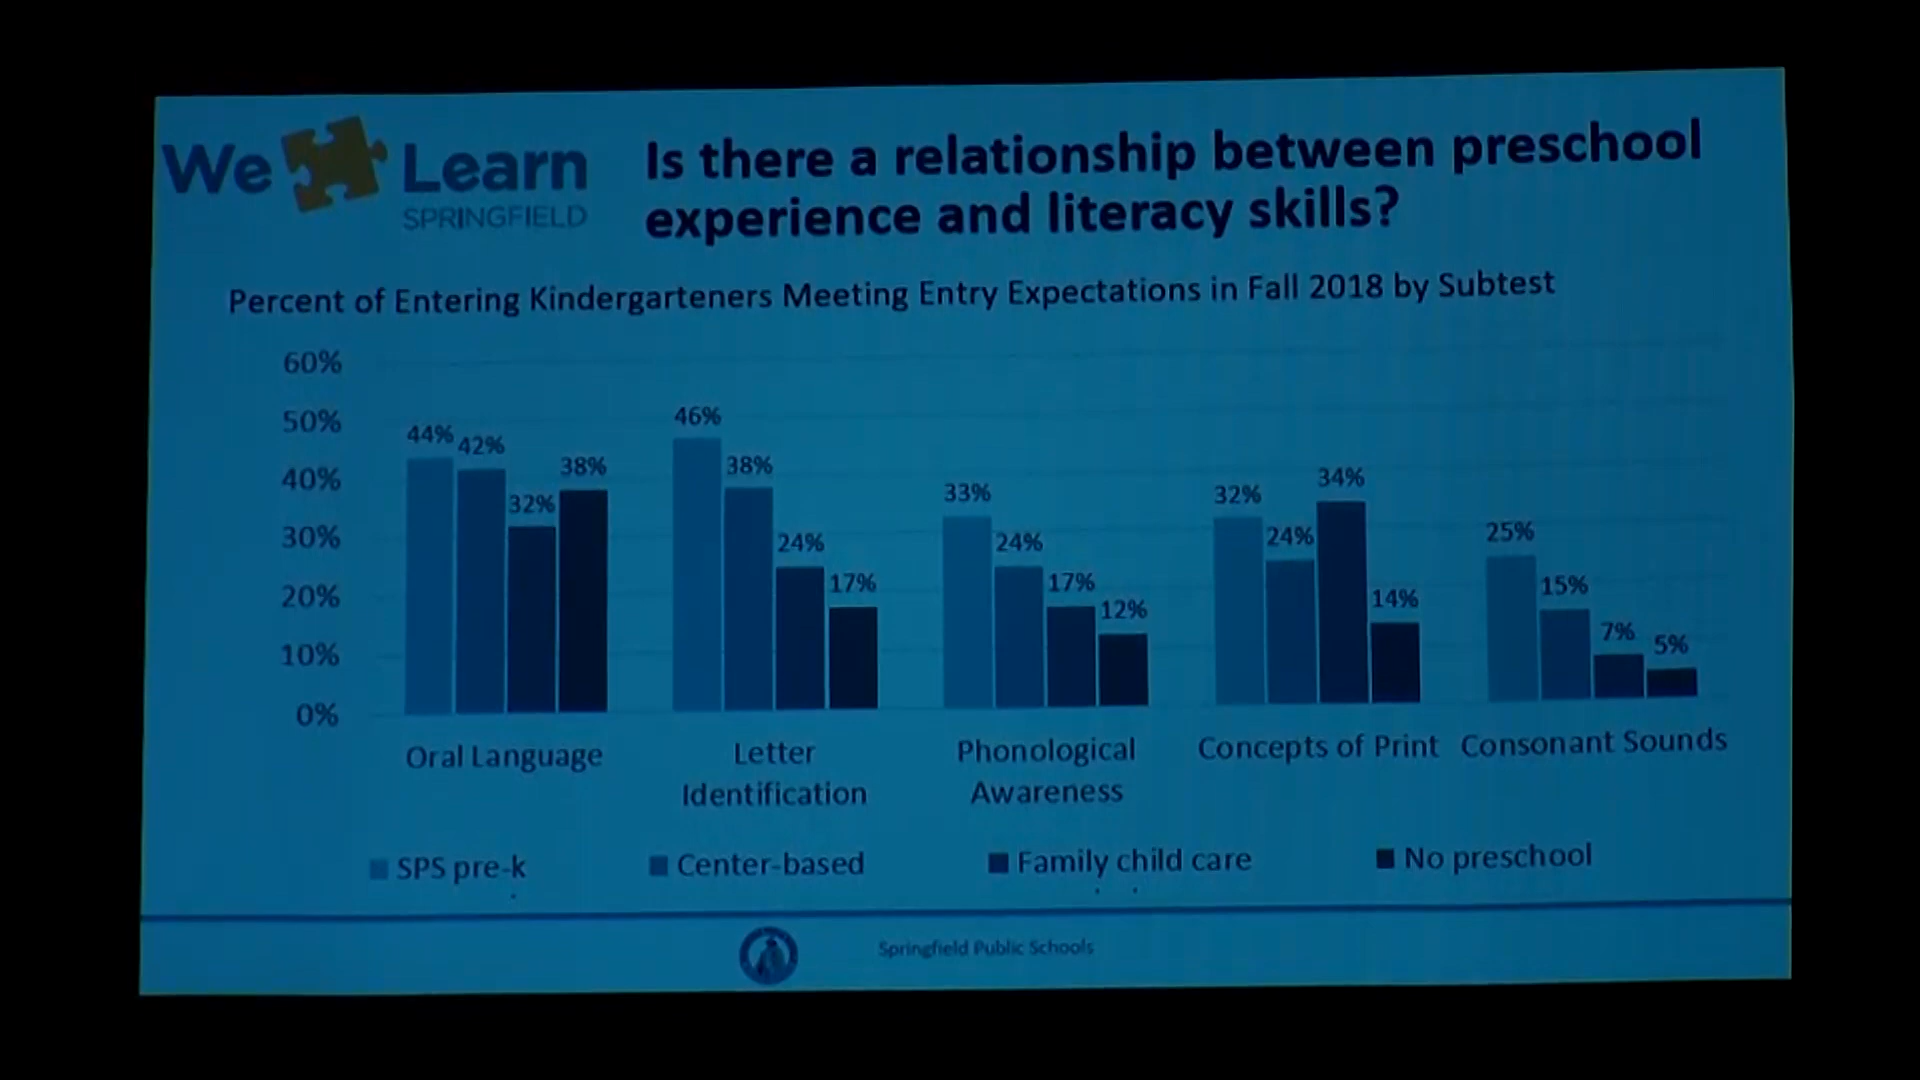 We Learn
SPRINGFIELD
Is there a relationship between preschool
experience and literacy skills?
Percent of Entering Kindergarteners Meeting Entry Expectations in Fall 2018 by Subtest
60%
50%
40%
30%
20%
10%
0%
44% 42% 32% 38%
46% 38% 24% 17%
33% 24% 17% 12%
32% 24% 34% 14%
25% 15% 7% 5%
Oral Language
Letter
Identification
Phonological
Awareness
Concepts of Print
Consonant Sounds
SPS pre-k
Center-based
Family child care
No preschool
Springfield Public Schools